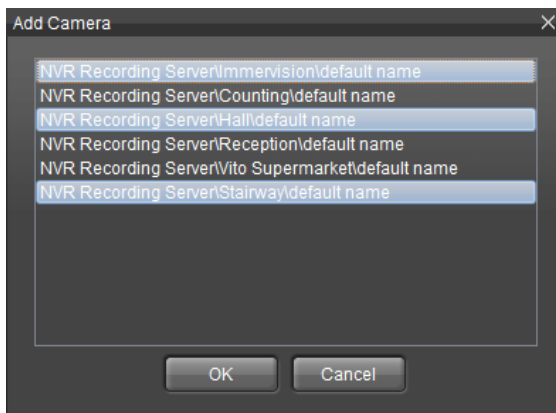 Add Camera
NVR Recording Server\Immervision\default name
NVR Recording Server\Counting\default name
NVR Recording Server\Hall\default name
NVR Recording Server\Reception\default name
NVR Recording Server\Vito Supermarket\default name
NVR Recording Server\Stairway\default name
OK Cancel